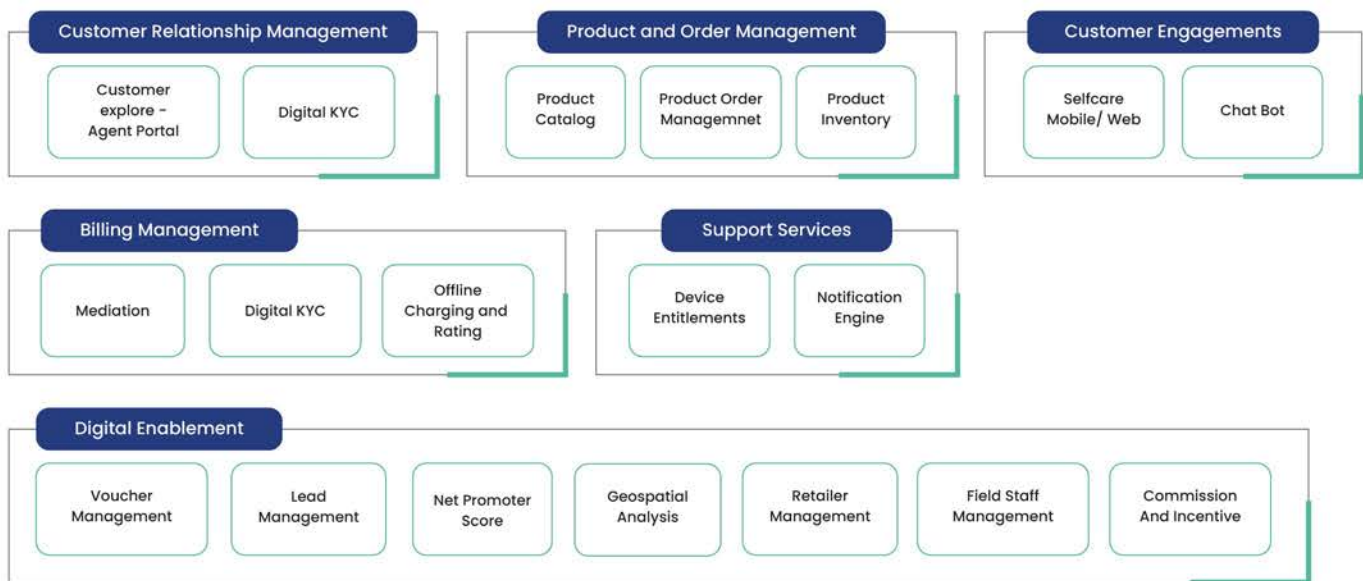 Customer Relationship Management
Customer
explore -
Agent Portal
Digital KYC
Product and Order Management
Product
Catalog
Product Order
Managemnet
Product
Inventory
Customer Engagements
Selfcare
Mobile/ Web
Chat Bot
Billing Management
Mediation
Digital KYC
Offline
Charging and
Rating
Support Services
Device
Entitlements
Notification
Engine
Digital Enablement
Voucher
Management
Lead
Management
Net Promoter
Score
Geospatial
Analysis
Retailer
Management
Field Staff
Management
Commission
And Incentive